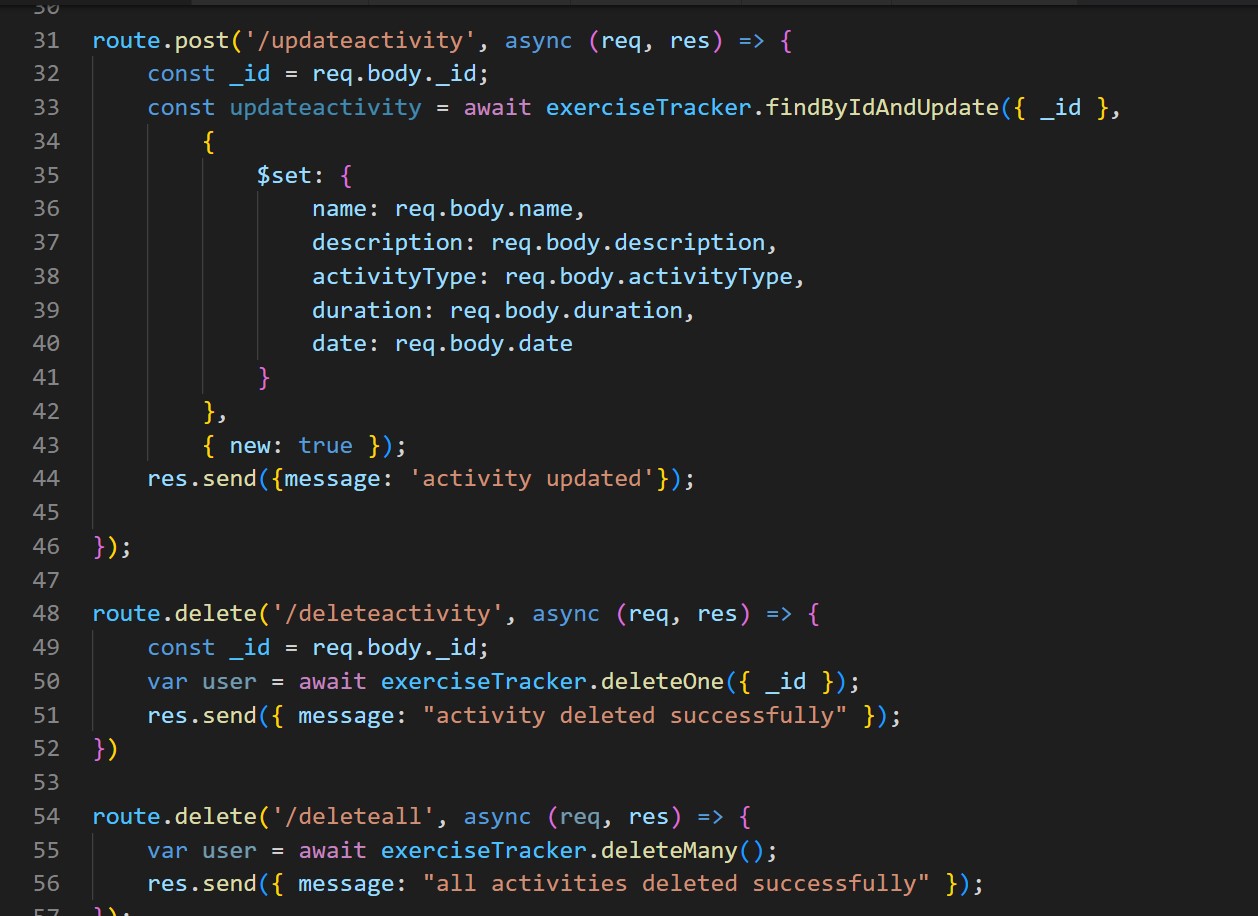 30
31 route.post('/updateactivity', async (req, res) => {
32     const _id = req.body._id;
33     const updateactivity = await exerciseTracker.findByIdAndUpdate({ _id },
34         {
35             $set: {
36                 name: req.body.name,
37                 description: req.body.description,
38                 activityType: req.body.activityType,
39                 duration: req.body.duration,
40                 date: req.body.date
41             }
42         },
43         { new: true });
44     res.send({message: 'activity updated'});
45
46 });
47
48 route.delete('/deleteactivity', async (req, res) => {
49     const _id = req.body._id;
50     var user = await exerciseTracker.deleteOne({ _id });
51     res.send({ message: "activity deleted successfully" });
52 })
53
54 route.delete('/deleteall', async (req, res) => {
55     var user = await exerciseTracker.deleteMany();
56     res.send({ message: "all activities deleted successfully" });
57 });